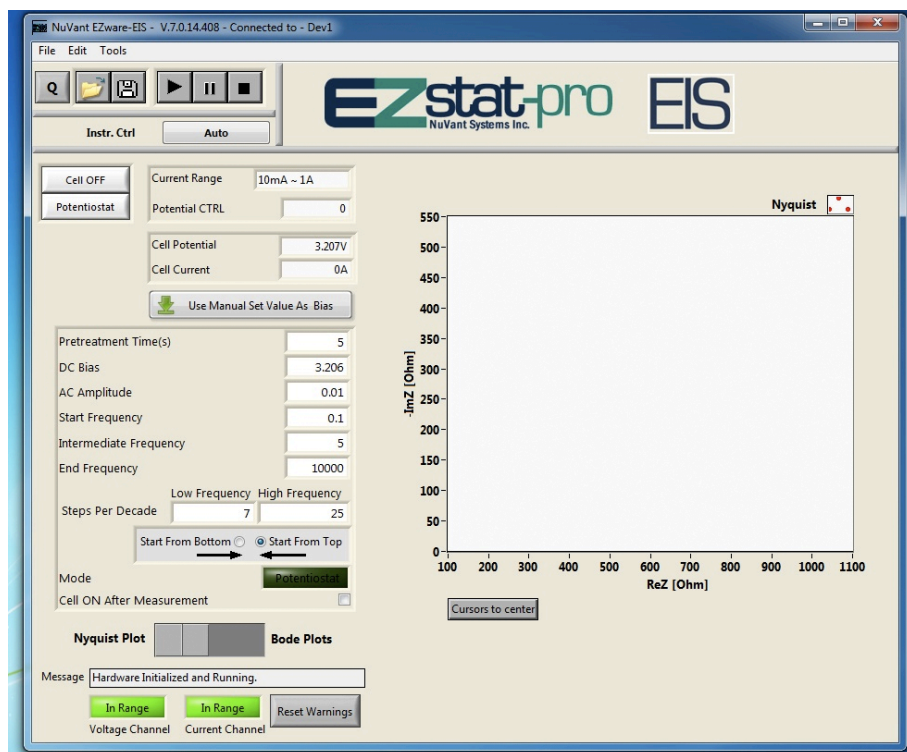 NuVant EZware-EIS - V.7.0.14.408 - Connected to - Dev1
File Edit Tools
Q
Instr. Ctrl Auto
EZstat-pro EIS
NuVant Systems Inc.
Cell OFF
Potentiostat
Current Range 10mA ~ 1A
Potential CTRL 0
Cell Potential 3.207V
Cell Current 0A
Use Manual Set Value As Bias
Pretreatment Time(s) 5
DC Bias 3.206
AC Amplitude 0.01
Start Frequency 0.1
Intermediate Frequency 5
End Frequency 10000
Low Frequency High Frequency
Steps Per Decade 7 25
Start From Bottom Start From Top
Mode Potentiostat
Cell ON After Measurement
Nyquist Plot Bode Plots
Message Hardware Initialized and Running.
In Range In Range Reset Warnings
Voltage Channel Current Channel
Nyquist
550
500
450
400
350
300
250
200
150
100
50
0
-ImZ [Ohm]
100 200 300 400 500 600 700 800 900 1000 1100
ReZ [Ohm]
Cursors to center